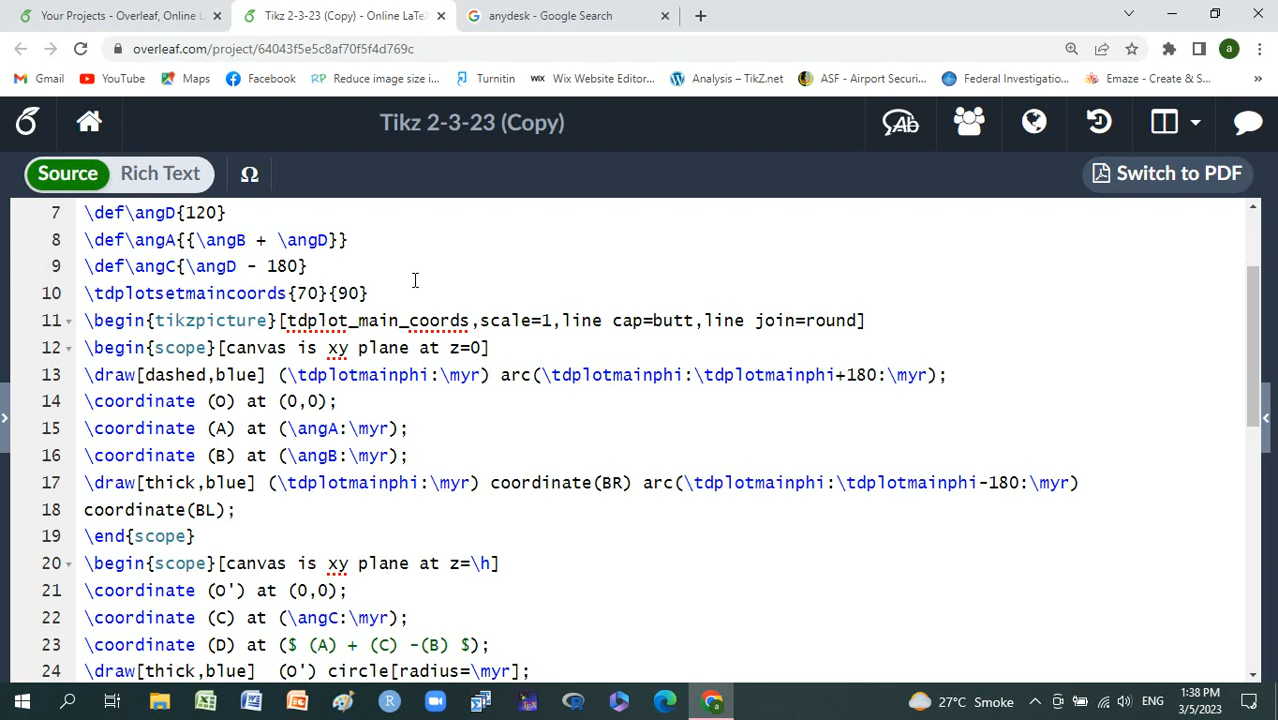 Your Projects - Overleaf, Online L
Tikz 2-3-23 (Copy) - Online LaTeX
anydesk - Google Search
overleaf.com/project/64043f5e5c8af70f5f4d769c
a
Gmail
YouTube
Maps
Facebook
RP Reduce image size i...
Turnitin
WIX Wix Website Editor...
Analysis – TikZ.net
ASF - Airport Securi...
Federal Investigatio...
Emaze - Create & S...
»
Tikz 2-3-23 (Copy)
Ab
Source
Rich Text
Ω
Switch to PDF
7 \def\angD{120}
8 \def\angA{{\angB + \angD}}
9 \def\angC{\angD - 180}
10 \tdplotsetmaincoords{70}{90}
11 \begin{tikzpicture}[tdplot_main_coords,scale=1,line cap=butt,line join=round]
12 \begin{scope}[canvas is xy plane at z=0]
13 \draw[dashed,blue] (\tdplotmainphi:\myr) arc(\tdplotmainphi:\tdplotmainphi+180:\myr);
14 \coordinate (O) at (0,0);
15 \coordinate (A) at (\angA:\myr);
16 \coordinate (B) at (\angB:\myr);
17 \draw[thick,blue] (\tdplotmainphi:\myr) coordinate(BR) arc(\tdplotmainphi:\tdplotmainphi-180:\myr)
18 coordinate(BL);
19 \end{scope}
20 \begin{scope}[canvas is xy plane at z=\h]
21 \coordinate (O') at (0,0);
22 \coordinate (C) at (\angC:\myr);
23 \coordinate (D) at ($ (A) + (C) -(B) $);
24 \draw[thick,blue]  (O') circle[radius=\myr];
27°C Smoke
ENG
1:38 PM
3/5/2023